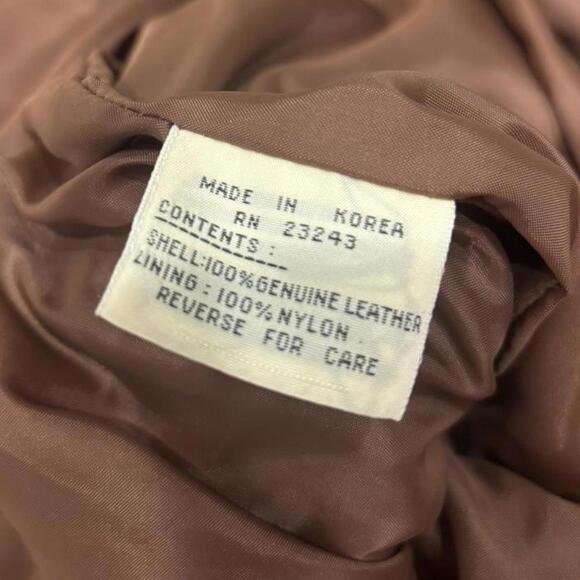 MADE IN KOREA
RN 23243
CONTENTS :
SHELL:100%GENUINE LEATHER
LINING : 100%NYLON.
REVERSE FOR CARE